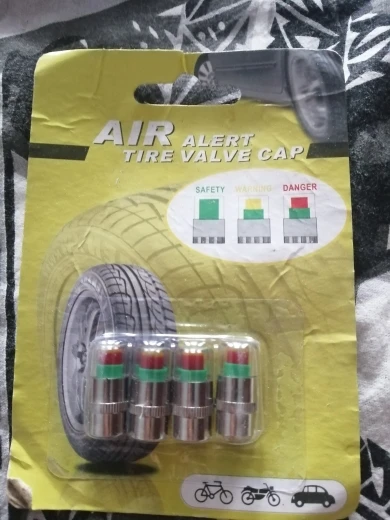 AIR ALERT
TIRE VALVE CAP
SAFETY WARNING DANGER